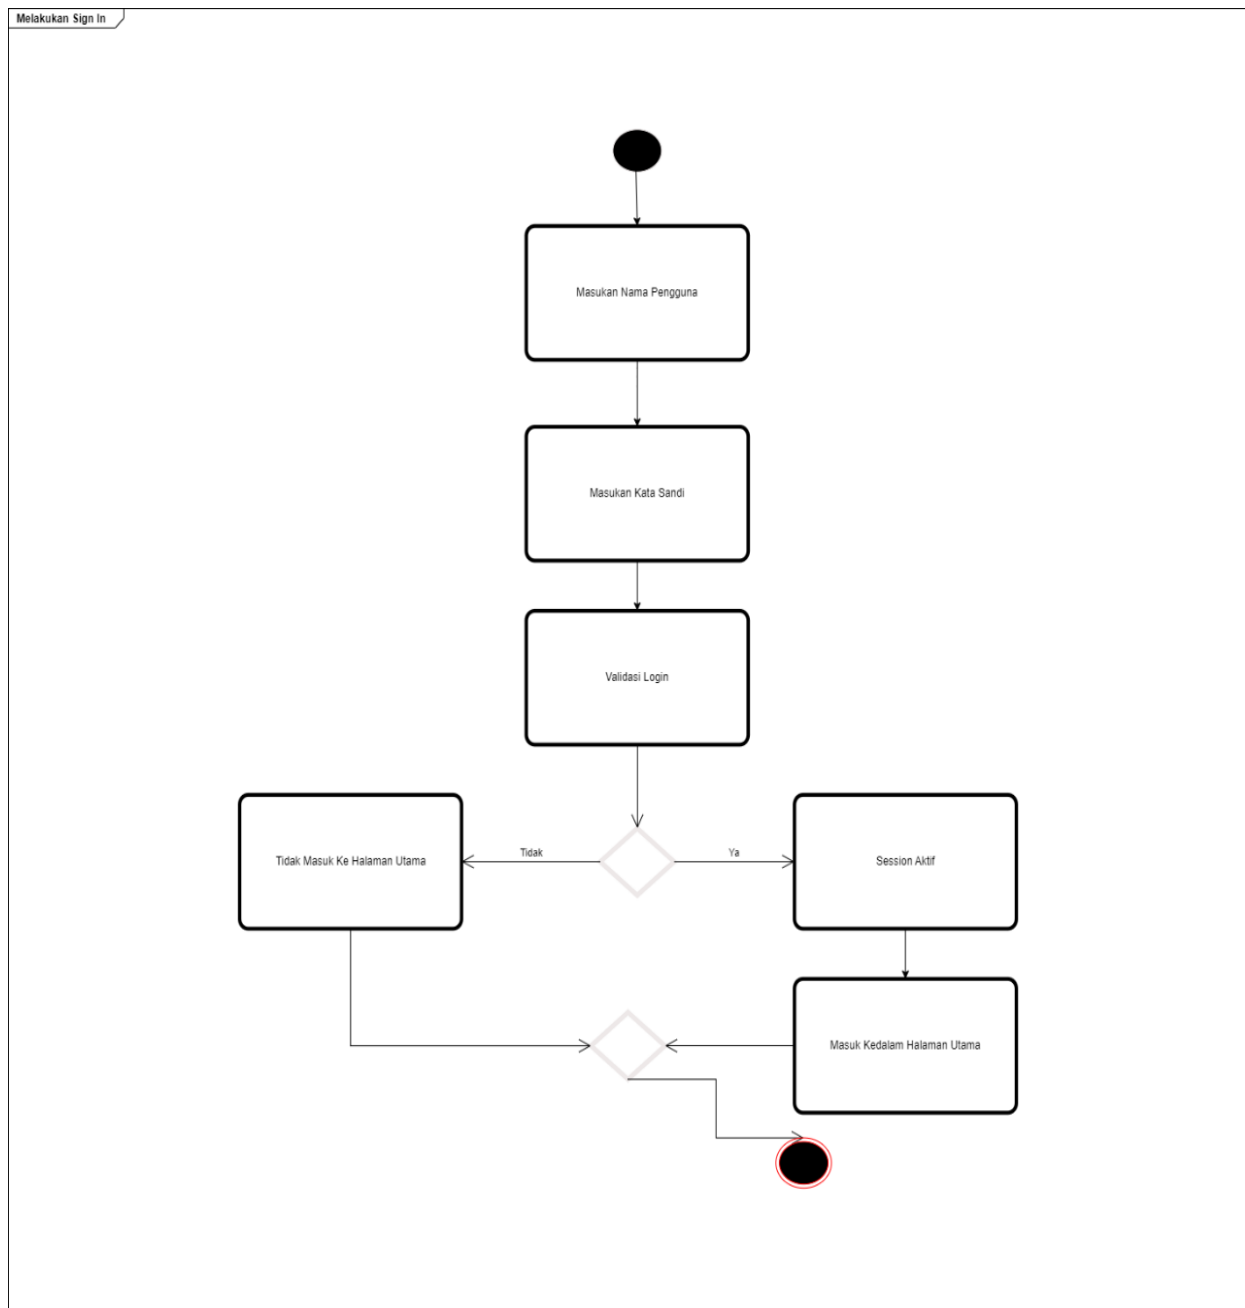 Melakukan Sign In
Masukan Nama Pengguna
Masukan Kata Sandi
Validasi Login
Tidak Masuk Ke Halaman Utama
Tidak
Ya
Session Aktif
Masuk Kedalam Halaman Utama